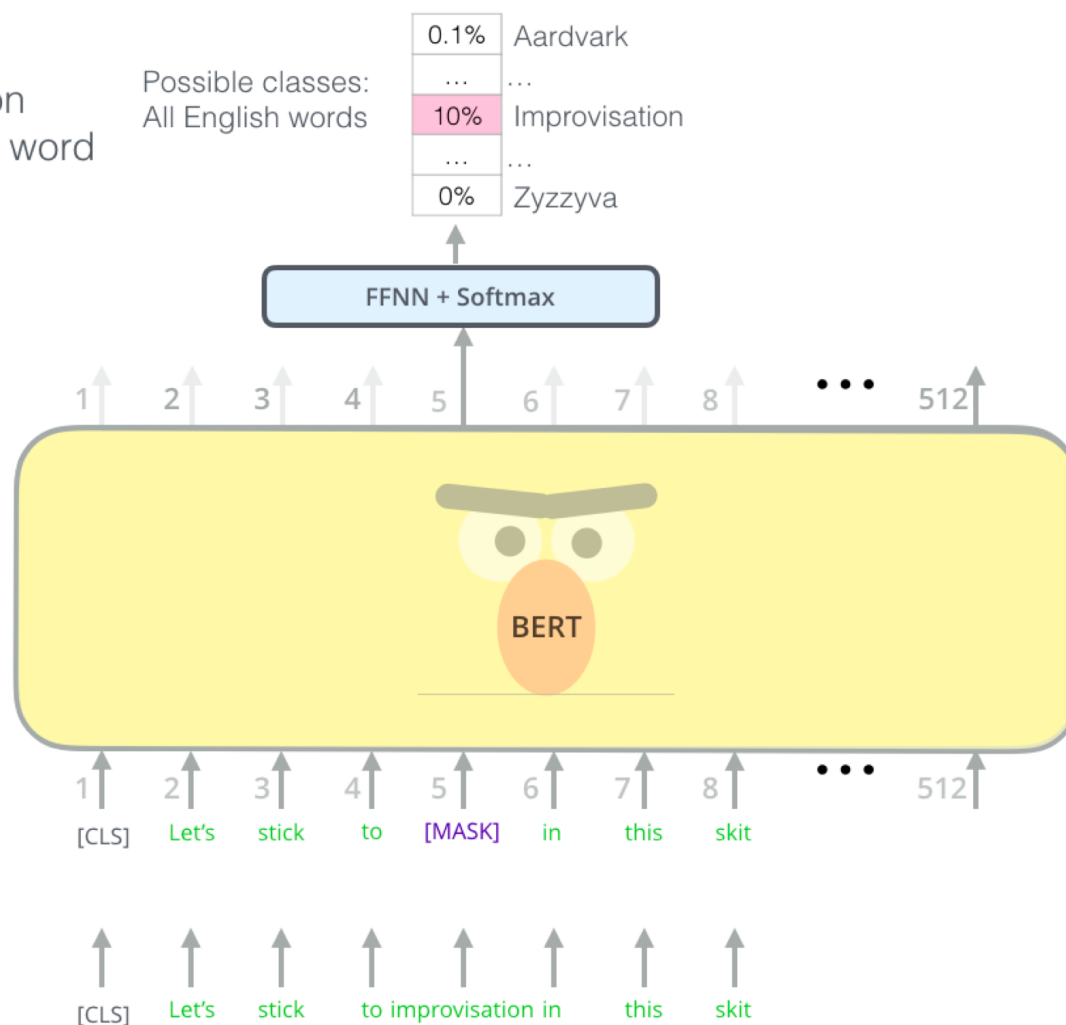 0.1% Aardvark
Possible classes:
... ...
on
All English words
10% Improvisation
word
... ...
0% Zyzzyva
FFNN + Softmax
1 2 3 4 5 6 7 8 ••• 512
BERT
1 2 3 4 5 6 7 8 ••• 512
[CLS] Let's stick to [MASK] in this skit
[CLS] Let's stick to improvisation in this skit